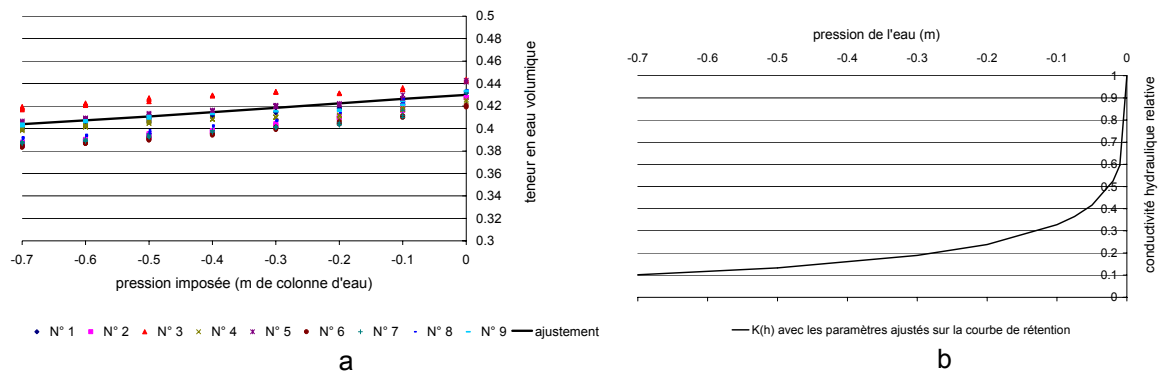 0.5
0.48
0.46
0.44
0.42
0.4
0.38
0.36
0.34
0.32
0.3
teneur en eau volumique
-0.7 -0.6 -0.5 -0.4 -0.3 -0.2 -0.1 0
pression imposée (m de colonne d'eau)
N° 1 N° 2 N° 3 N° 4 N° 5 N° 6 N° 7 N° 8 N° 9 ajustement
a
pression de l'eau (m)
-0.7 -0.6 -0.5 -0.4 -0.3 -0.2 -0.1 0
1
0.9
0.8
0.7
0.6
0.5
0.4
0.3
0.2
0.1
0
conductivité hydraulique relative
K(h) avec les paramètres ajustés sur la courbe de rétention
b